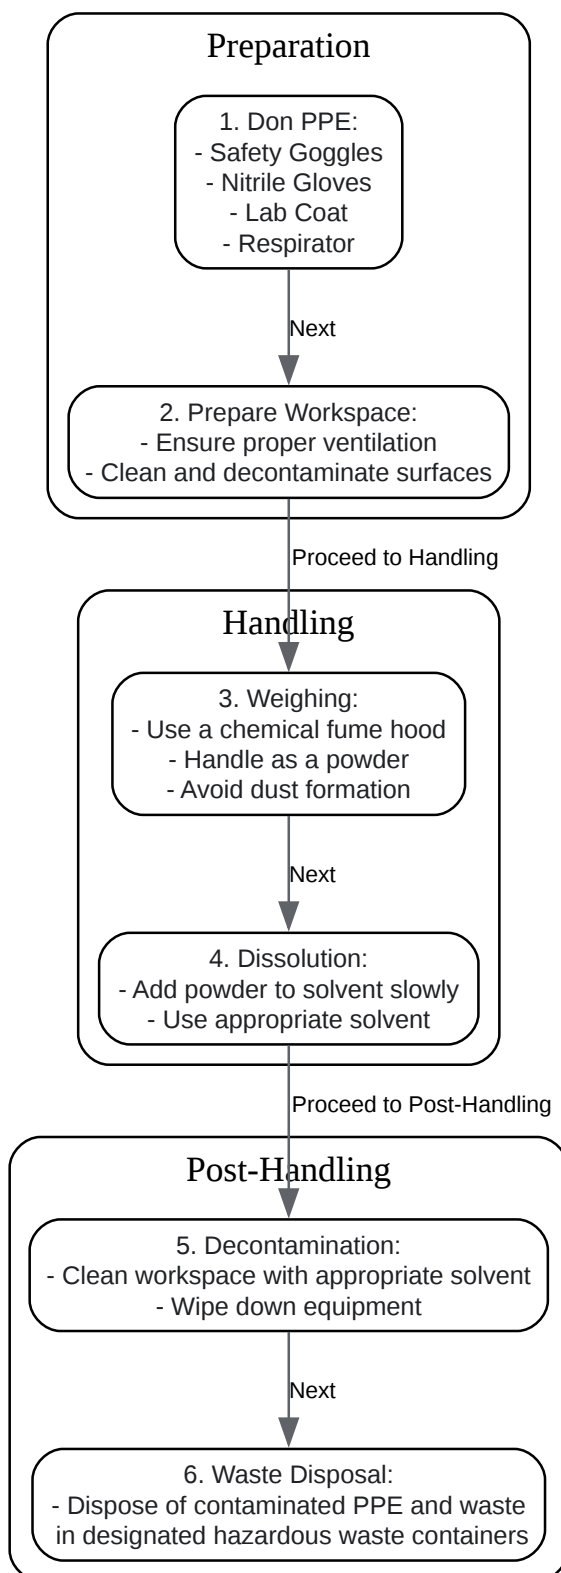 Preparation
1. Don PPE:
- Safety Goggles
- Nitrile Gloves
- Lab Coat
- Respirator
Next
2. Prepare Workspace:
- Ensure proper ventilation
- Clean and decontaminate surfaces
Proceed to Handling
Handling
3. Weighing:
- Use a chemical fume hood
- Handle as a powder
- Avoid dust formation
Next
4. Dissolution:
- Add powder to solvent slowly
- Use appropriate solvent
Proceed to Post-Handling
Post-Handling
5. Decontamination:
- Clean workspace with appropriate solvent
- Wipe down equipment
Next
6. Waste Disposal:
- Dispose of contaminated PPE and waste
in designated hazardous waste containers